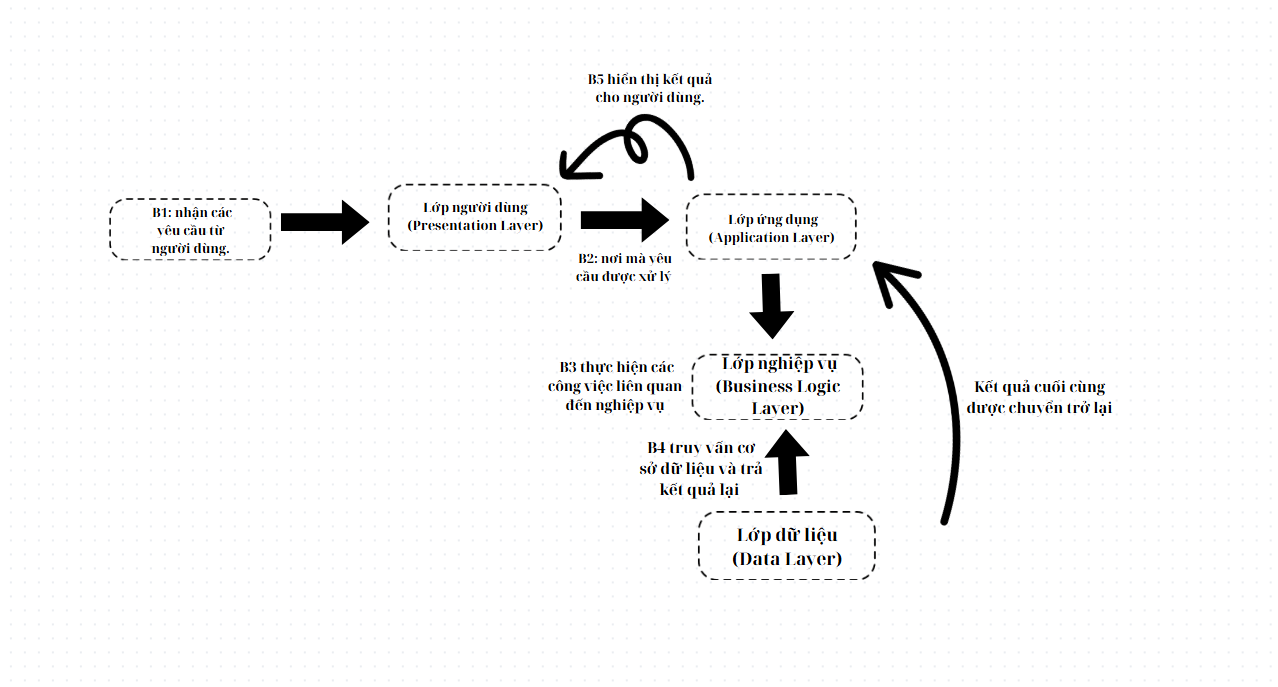 B5 hiển thị kết quả
cho người dùng.
B1: nhận các
yêu cầu từ
người dùng.
Lớp người dùng
(Presentation Layer)
Lớp ứng dụng
(Application Layer)
B2: nơi mà yêu
cầu được xử lý
B3 thực hiện các
công việc liên quan
đến nghiệp vụ
Lớp nghiệp vụ
(Business Logic
Layer)
Kết quả cuối cùng
được chuyển trở lại
B4 truy vấn cơ
sở dữ liệu và trả
kết quả lại
Lớp dữ liệu
(Data Layer)